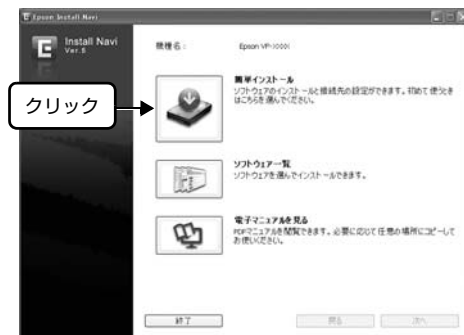 Epson Install Navi
Install Navi
Ver.6
機種名：
Epson VP-XXXX
クリック
簡単インストール
ソフトウェアのインストールと接続先の設定ができます。初めて使うときはこちらを選んでください。
ソフトウェア一覧
ソフトウェアを選んでインストールできます。
電子マニュアルを見る
PDFマニュアルを閲覧できます。必要に応じて任意の場所にコピーしてお使いください。
終了
戻る
次へ